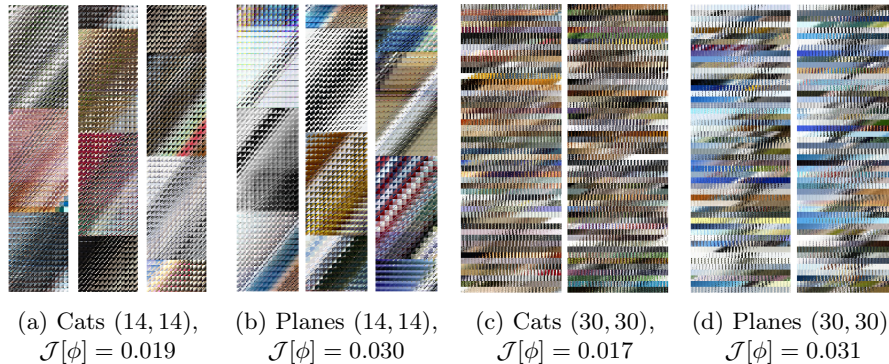 (a) Cats (14, 14),
𝒥[ϕ] = 0.019
(b) Planes (14, 14),
𝒥[ϕ] = 0.030
(c) Cats (30, 30),
𝒥[ϕ] = 0.017
(d) Planes (30, 30)
𝒥[ϕ] = 0.031